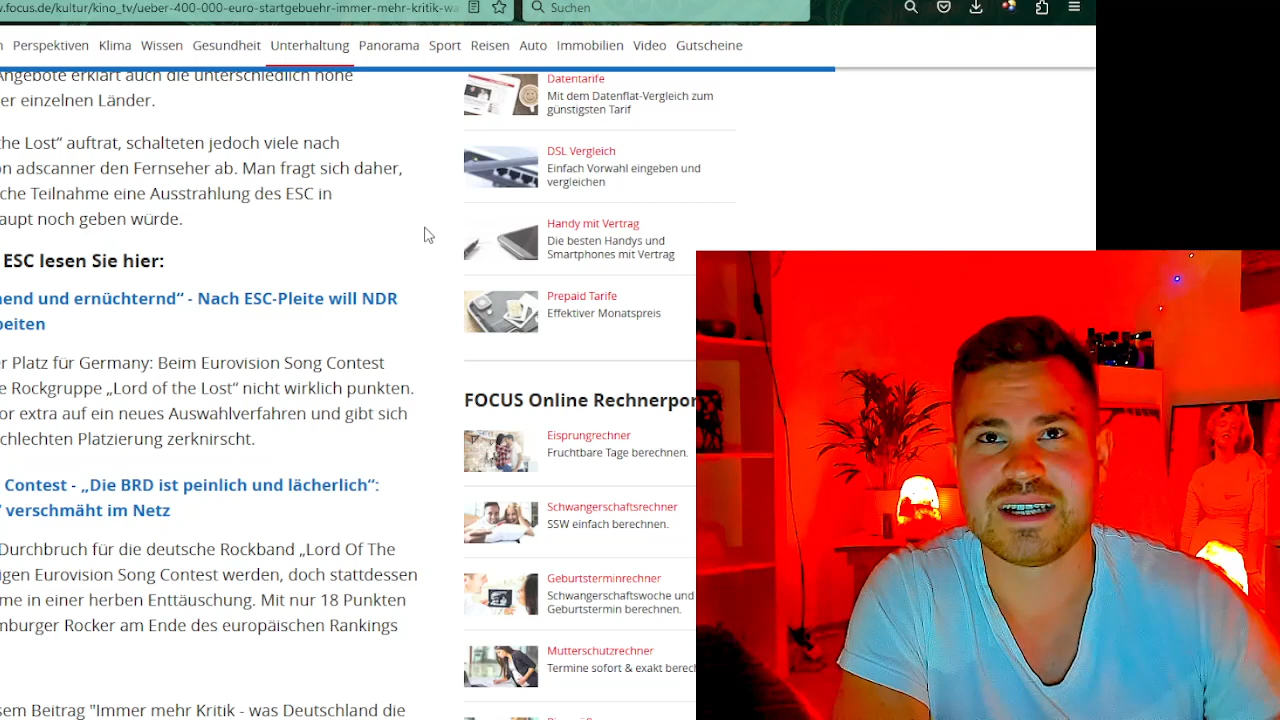 w.focus.de/kultur/kino_tv/ueber-400-000-euro-startgebuehr-immer-mehr-kritik-wa
Suchen
n Perspektiven Klima Wissen Gesundheit Unterhaltung Panorama Sport Reisen Auto Immobilien Video Gutscheine
Angebote erklärt auch die unterschiedlich hohe
er einzelnen Länder.
the Lost“ auftrat, schalteten jedoch viele nach
on adscanner den Fernseher ab. Man fragt sich daher,
che Teilnahme eine Ausstrahlung des ESC in
aupt noch geben würde.
ESC lesen Sie hier:
nend und ernüchternd“ - Nach ESC-Pleite will NDR
beiten
er Platz für Germany: Beim Eurovision Song Contest
e Rockgruppe „Lord of the Lost“ nicht wirklich punkten.
or extra auf ein neues Auswahlverfahren und gibt sich
chlechten Platzierung zerknirscht.
Contest - „Die BRD ist peinlich und lächerlich“:
verschmäht im Netz
Durchbruch für die deutsche Rockband „Lord Of The
igen Eurovision Song Contest werden, doch stattdessen
me in einer herben Enttäuschung. Mit nur 18 Punkten
mburger Rocker am Ende des europäischen Rankings
sem Beitrag "Immer mehr Kritik - was Deutschland die
Datentarife
Mit dem Datenflat-Vergleich zum
günstigsten Tarif
DSL Vergleich
Einfach Vorwahl eingeben und
vergleichen
Handy mit Vertrag
Die besten Handys und
Smartphones mit Vertrag
Prepaid Tarife
Effektiver Monatspreis
FOCUS Online Rechnerpor
Eisprungrechner
Fruchtbare Tage berechnen.
Schwangerschaftsrechner
SSW einfach berechnen.
Geburtsterminrechner
Schwangerschaftswoche und
Geburtstermin berechnen.
Mutterschutzrechner
Termine sofort & exakt berech